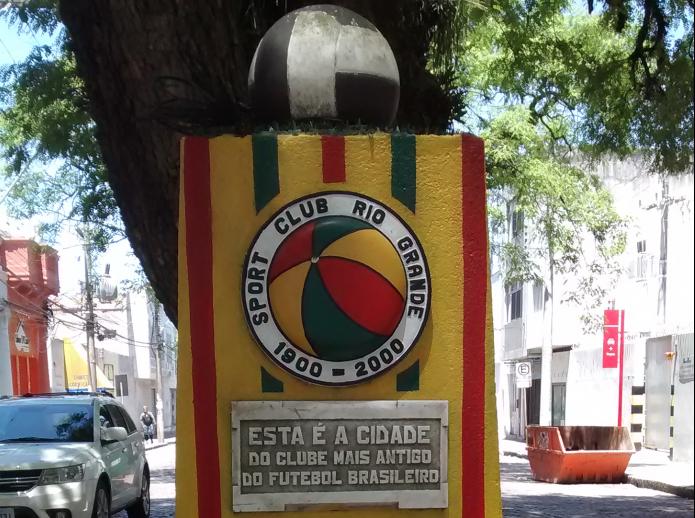 SPORT CLUB RIO GRANDE
1900 = 2000
ESTA É A CIDADE
DO CLUBE MAIS ANTIGO
DO FUTEBOL BRASILEIRO